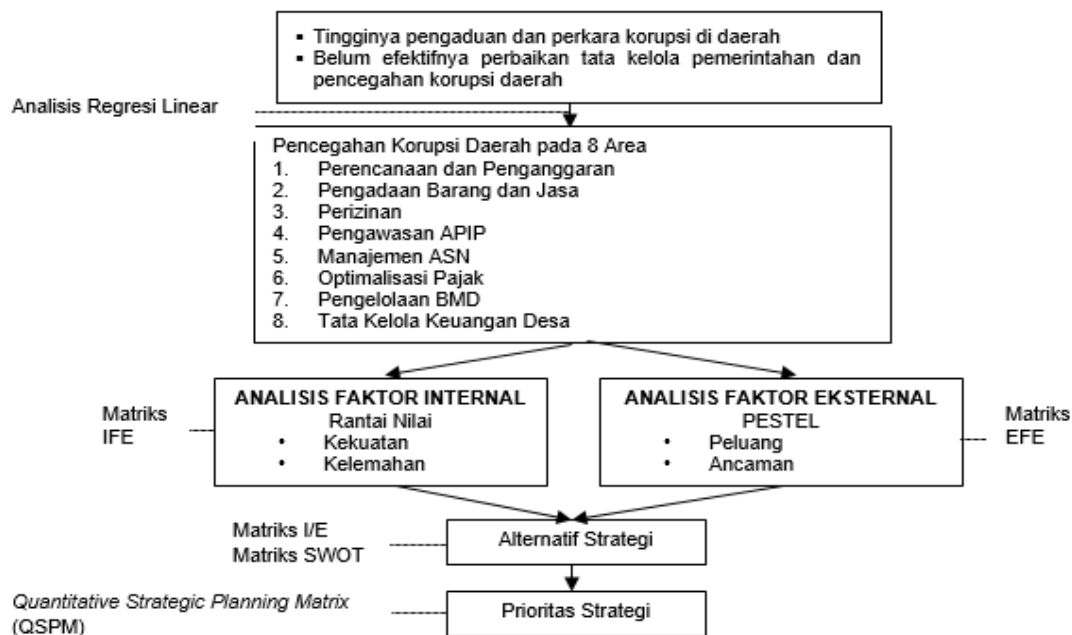 ▪ Tingginya pengaduan dan perkara korupsi di daerah
▪ Belum efektifnya perbaikan tata kelola pemerintahan dan
pencegahan korupsi daerah
Analisis Regresi Linear
Pencegahan Korupsi Daerah pada 8 Area
1. Perencanaan dan Penganggaran
2. Pengadaan Barang dan Jasa
3. Perizinan
4. Pengawasan APIP
5. Manajemen ASN
6. Optimalisasi Pajak
7. Pengelolaan BMD
8. Tata Kelola Keuangan Desa
Matriks
IFE
ANALISIS FAKTOR INTERNAL
Rantai Nilai
• Kekuatan
• Kelemahan
ANALISIS FAKTOR EKSTERNAL
PESTEL
• Peluang
• Ancaman
Matriks
EFE
Matriks I/E
Matriks SWOT
Alternatif Strategi
Quantitative Strategic Planning Matrix
(QSPM)
Prioritas Strategi